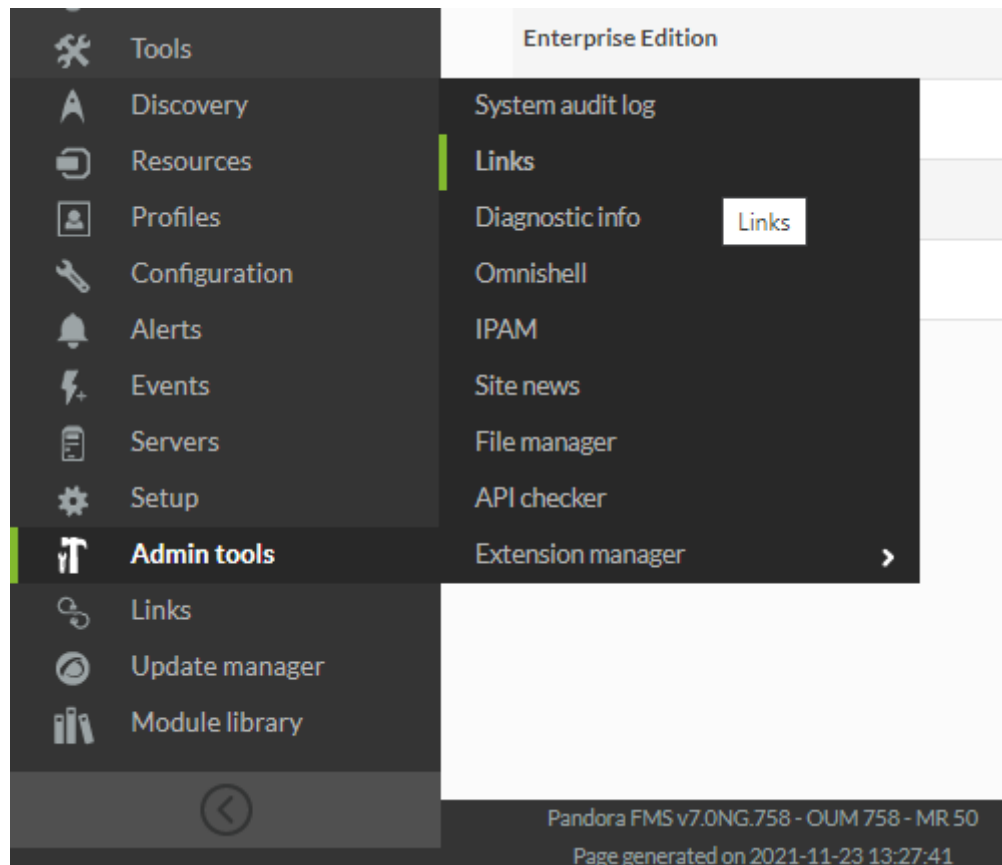 Tools
Discovery
Resources
Profiles
Configuration
Alerts
Events
Servers
Setup
Admin tools
Links
Update manager
Module library
Enterprise Edition
System audit log
Links
Diagnostic info
Links
Omnishell
IPAM
Site news
File manager
API checker
Extension manager
Pandora FMS v7.0NG.758 - OUM 758 - MR 50
Page generated on 2021-11-23 13:27:41